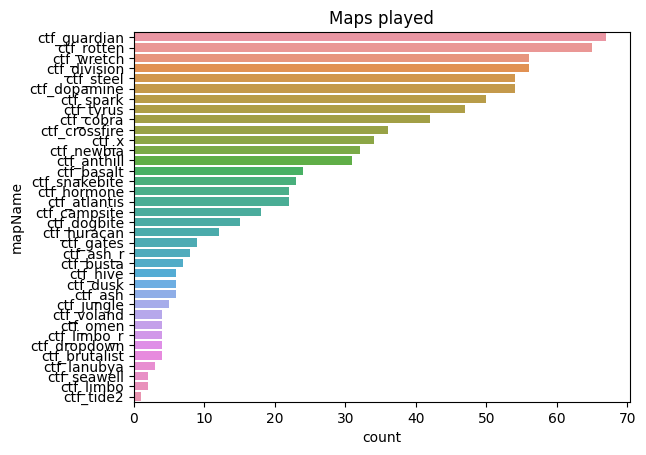 Maps played
ctf_guardian
ctf_rotten
ctf_wretch
ctf_division
ctf_steel
ctf_dopamine
ctf_spark
ctf_tyrus
ctf_cobra
ctf_crossfire
ctf_x
ctf_newbia
ctf_anthill
ctf_basalt
ctf_snakebite
ctf_hormone
ctf_atlantis
ctf_campsite
ctf_dogbite
ctf_huracan
ctf_gates
ctf_ash_r
ctf_busta
ctf_hive
ctf_dusk
ctf_ash
ctf_jungle
ctf_voland
ctf_omen
ctf_limbo_r
ctf_dropdown
ctf_brutalist
ctf_lanubya
ctf_seawell
ctf_limbo
ctf_tide2
mapName
0 10 20 30 40 50 60 70
count